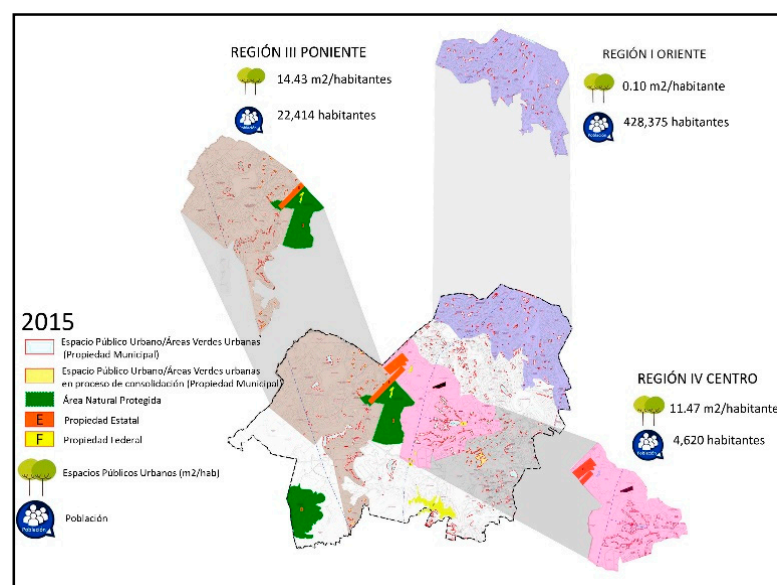 REGIÓN III PONIENTE
14.43 m2/habitantes
22,414 habitantes
REGIÓN I ORIENTE
0.10 m2/habitante
428,375 habitantes
2015
Espacio Público Urbano/Áreas Verdes Urbanas
(Propiedad Municipal)
Espacio Público Urbano/Áreas Verdes urbanas
en proceso de consolidación (Propiedad Municipal)
Área Natural Protegida
E Propiedad Estatal
F Propiedad Federal
Espacios Públicos Urbanos (m2/hab)
Población
REGIÓN IV CENTRO
11.47 m2/habitante
4,620 habitantes